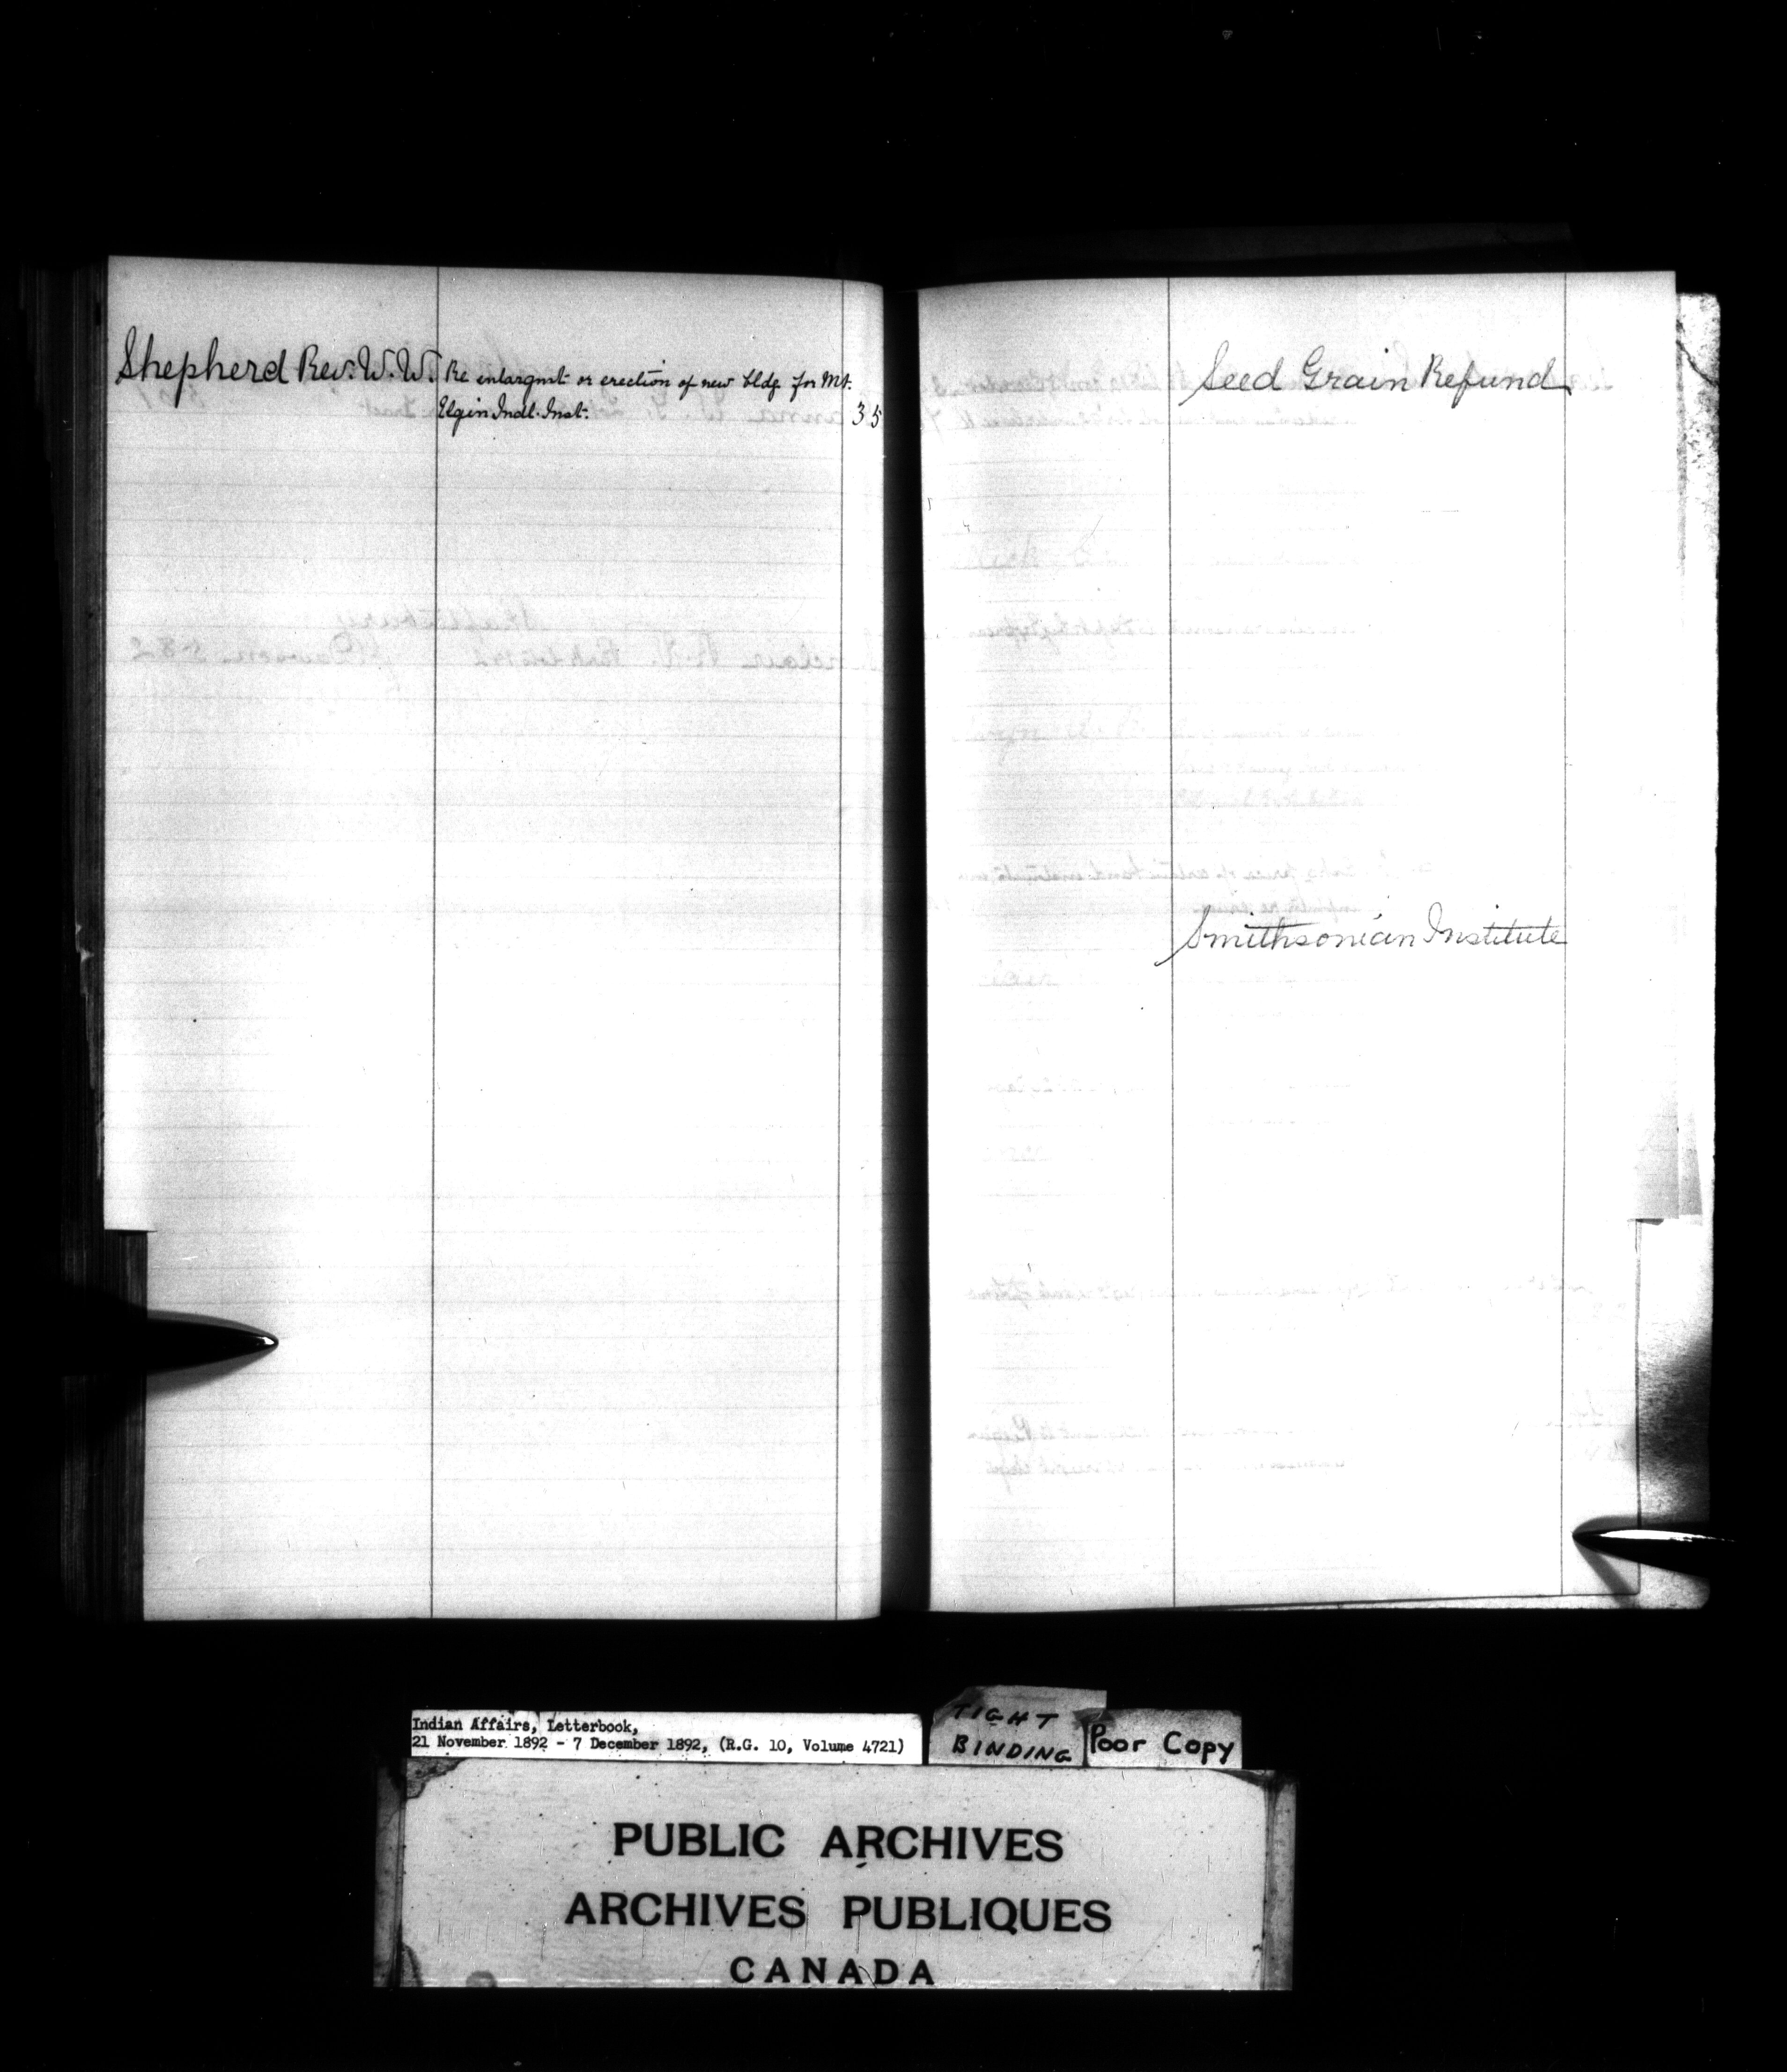 Shepherd Rev. W. W. Re enlargmt or erection of new bldg for Mt.
Elgin Indl. Inst. 35
Seed Grain Refund
Smithsonian Institute
Indian Affairs, Letterbook,
21 November 1892 - 7 December 1892, (R.G. 10, Volume 4721)
TIGHT
BINDING
Poor Copy
PUBLIC ARCHIVES
ARCHIVES PUBLIQUES
CANADA